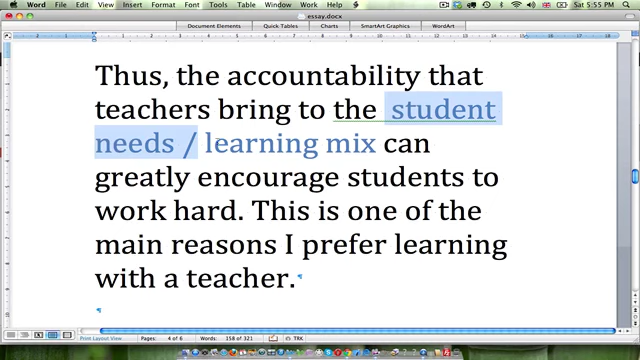 Word File Edit View Insert Format Font Tools Table Window Work Help Sat 5:55 PM
essay.docx
Document Elements Quick Tables Charts SmartArt Graphics WordArt
Thus, the accountability that
teachers bring to the student
needs / learning mix can
greatly encourage students to
work hard. This is one of the
main reasons I prefer learning
with a teacher.
Print Layout View Pages: 4 of 6 Words: 158 of 321 TRK